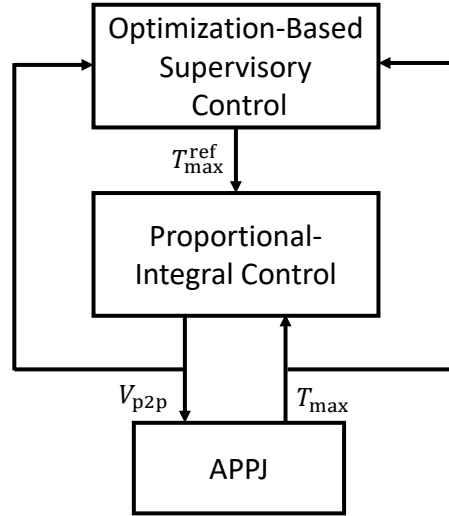 Optimization-Based
Supervisory
Control
T_max^ref
Proportional-
Integral Control
V_p2p
T_max
APPJ